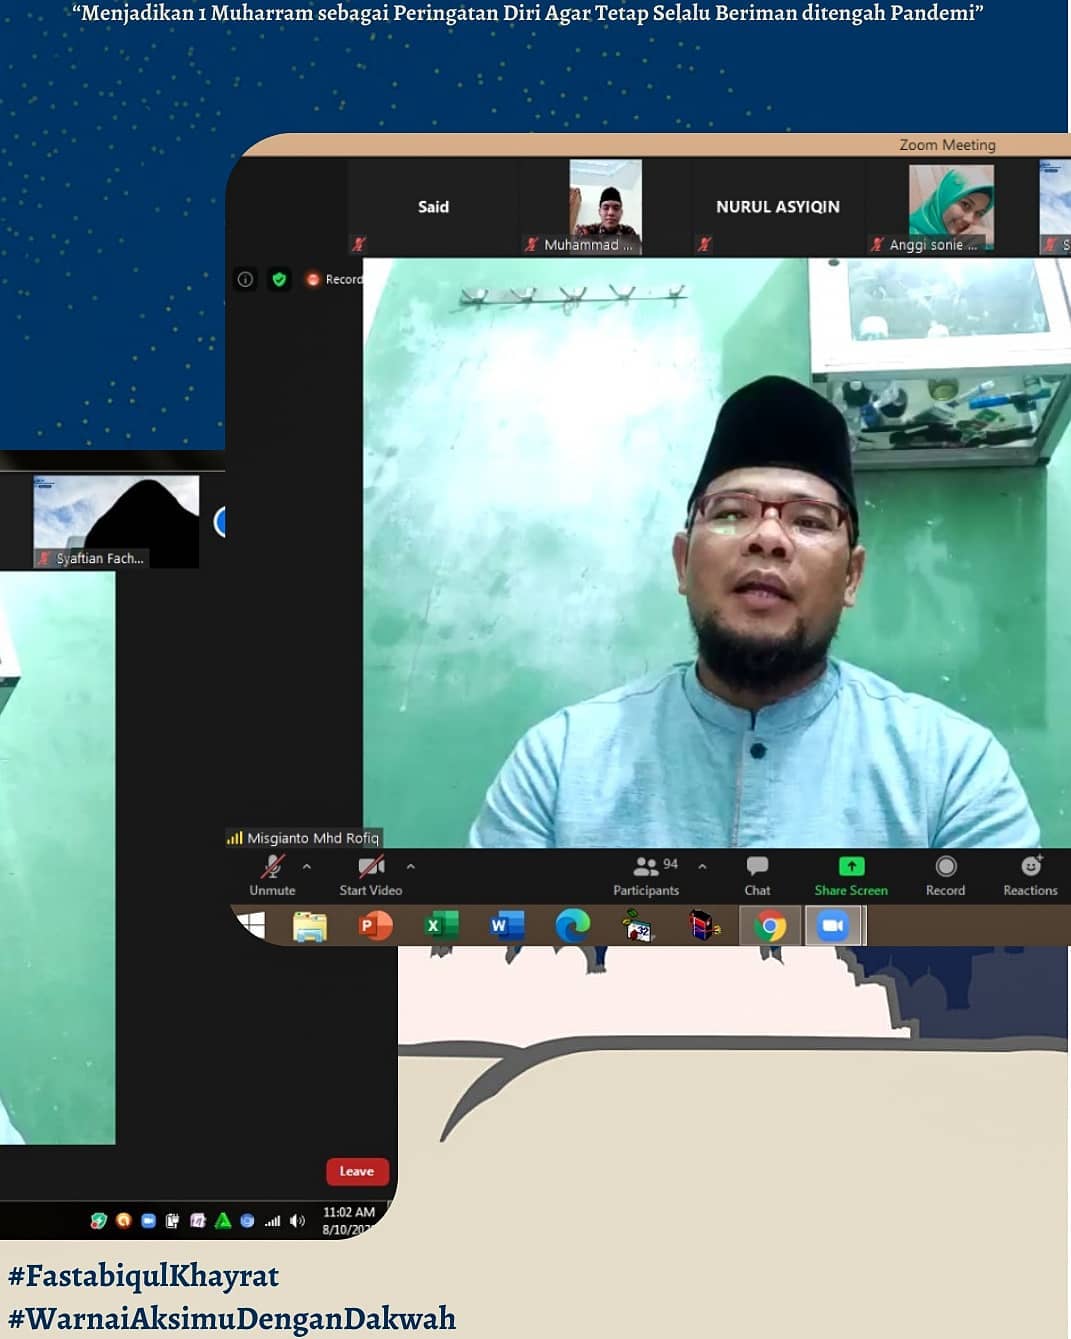 “Menjadikan 1 Muharram sebagai Peringatan Diri Agar Tetap Selalu Beriman ditengah Pandemi”
Zoom Meeting
Said
Muhammad ...
NURUL ASYIQIN
Anggi sonie ...
S
Record
Syaftian Fach...
Misgianto Mhd Rofiq
Unmute
Start Video
94
Participants
Chat
Share Screen
Record
Reactions
Leave
11:02 AM
8/10/20
#FastabiqulKhayrat
#WarnaiAksimuDenganDakwah